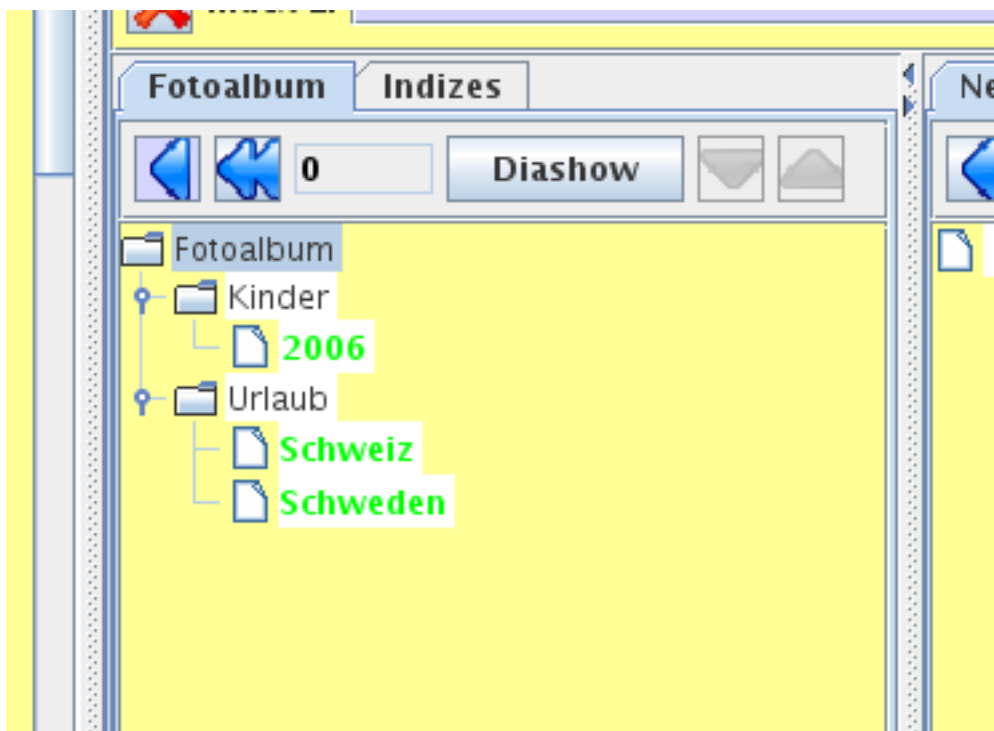 Fotoalbum Indizes
0 Diashow
Fotoalbum
Kinder
2006
Urlaub
Schweiz
Schweden